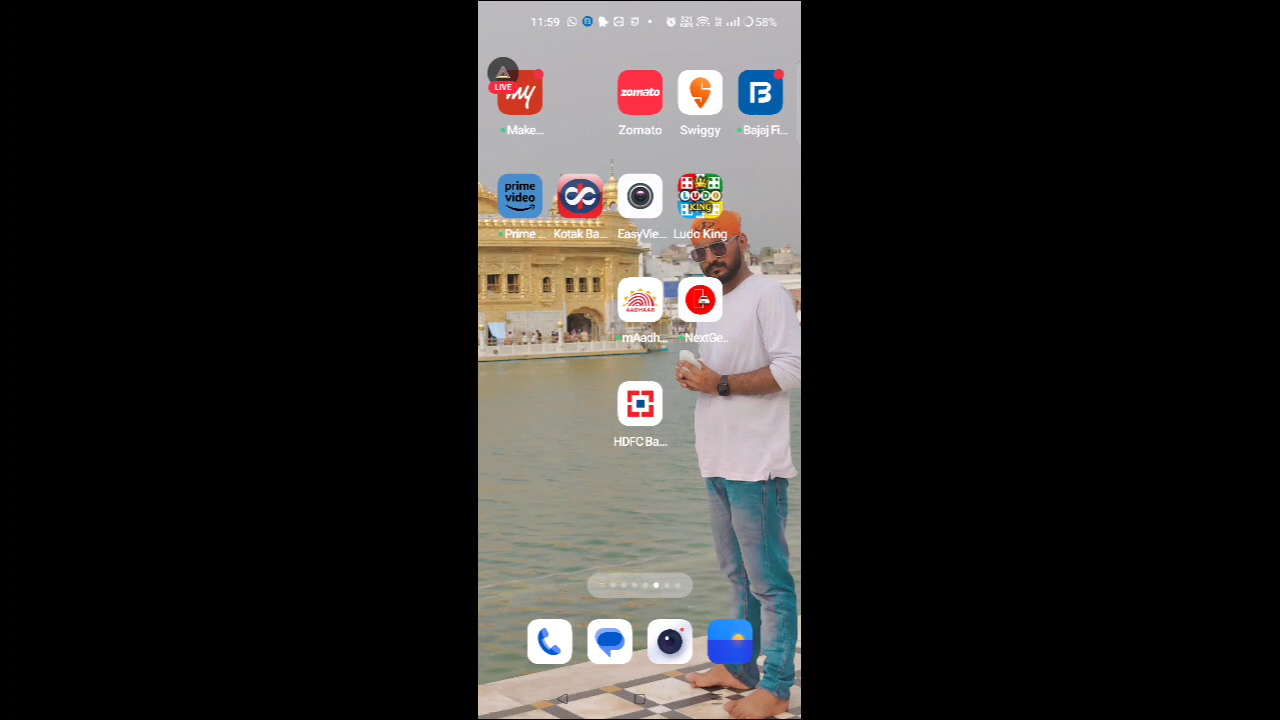 11:59 58%
LIVE
my
zomato
B
Make...
Zomato
Swiggy
Bajaj Fi...
prime
video
LUDO
KING
Prime ...
Kotak Ba...
EasyVie...
Ludo King
AADHAAR
mAadh...
NextGe...
HDFC Ba...